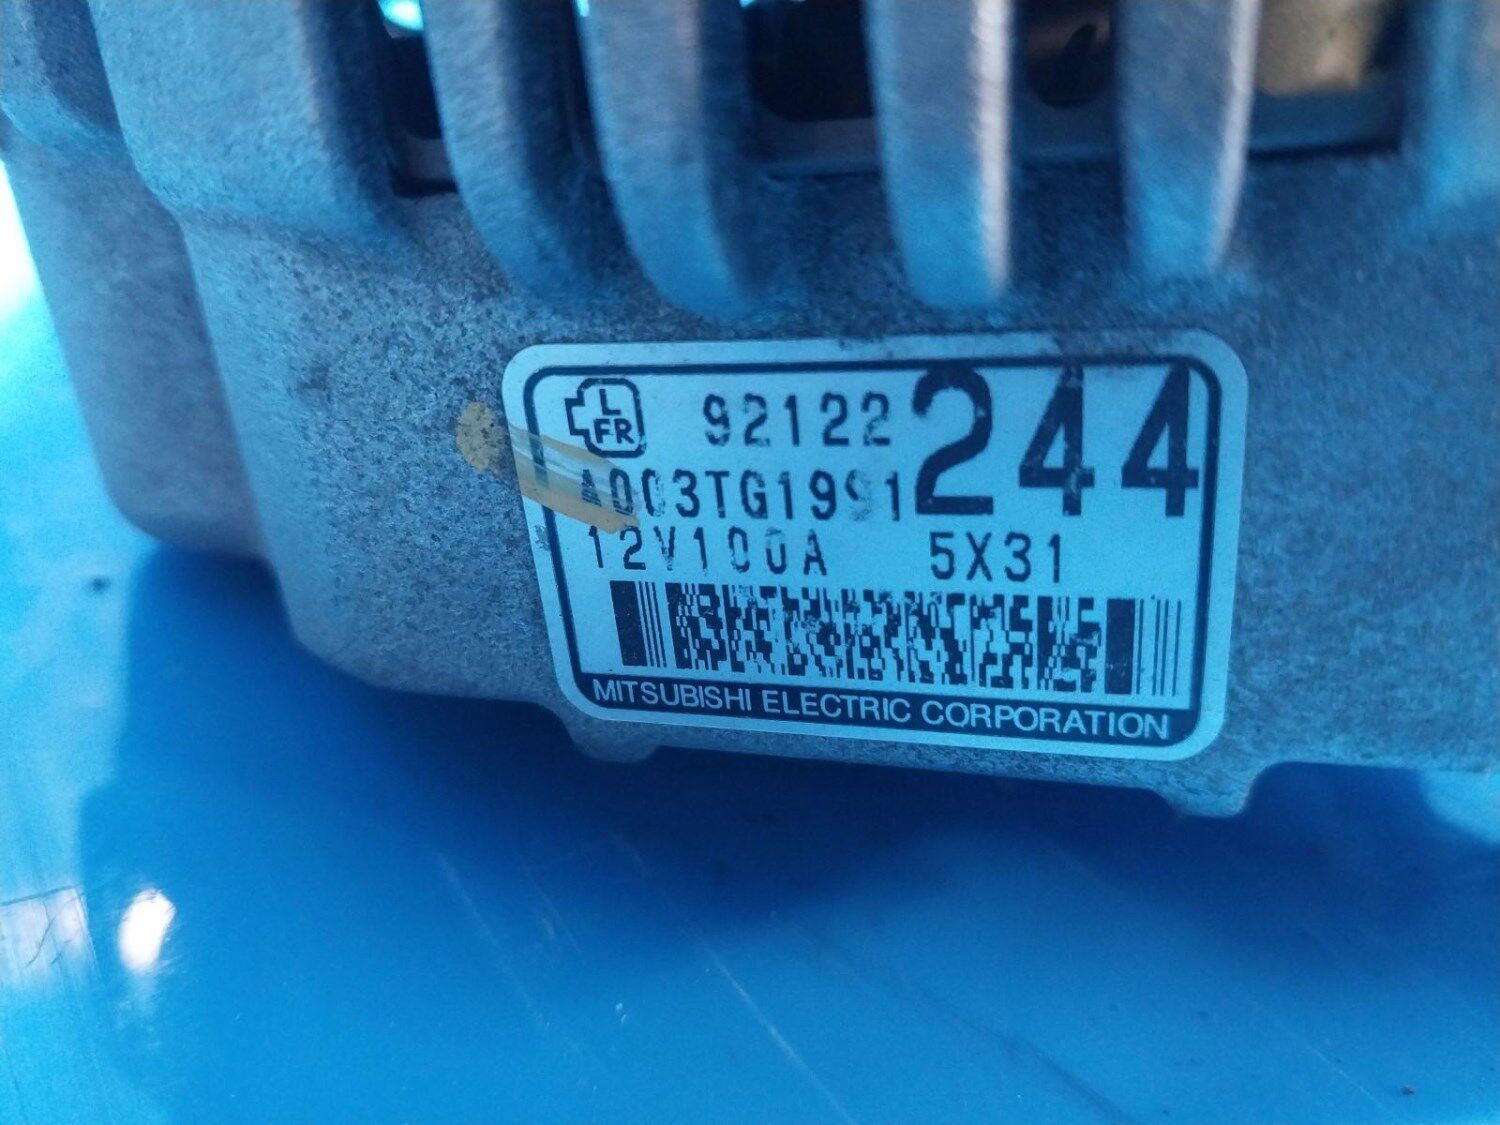 L
FR
92122 244
A003TG1991
12V100A 5X31
MITSUBISHI ELECTRIC CORPORATION